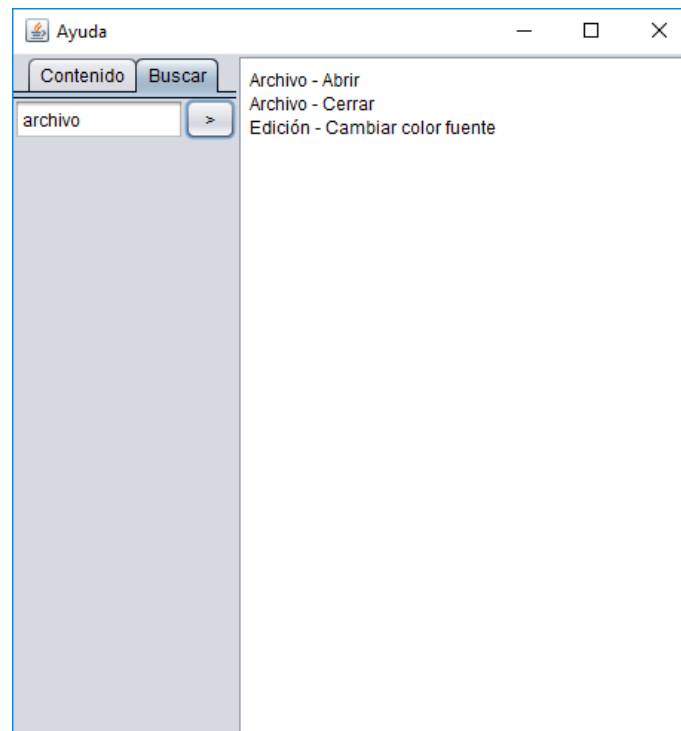 Ayuda
Contenido Buscar
archivo >
Archivo - Abrir
Archivo - Cerrar
Edición - Cambiar color fuente